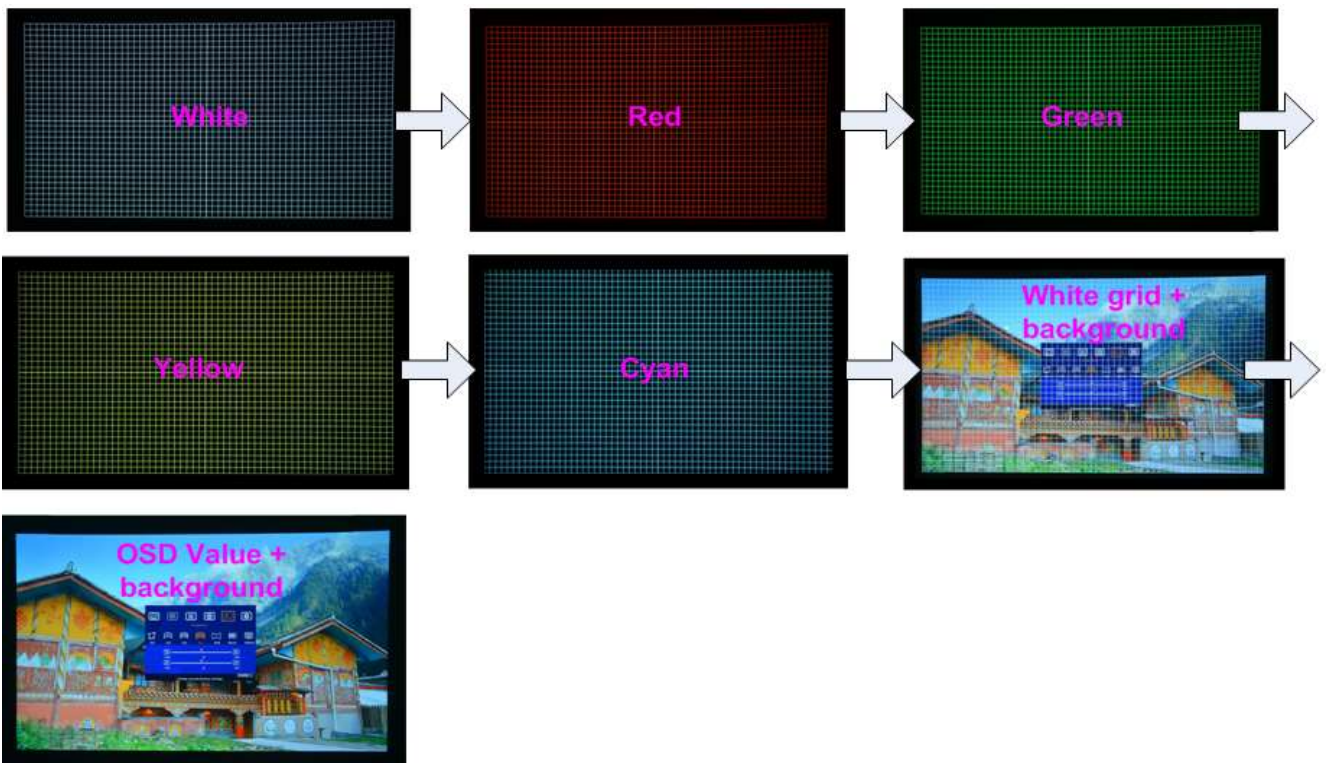 White
Red
Green
Yellow
Cyan
White grid +
background
OSD Value +
background